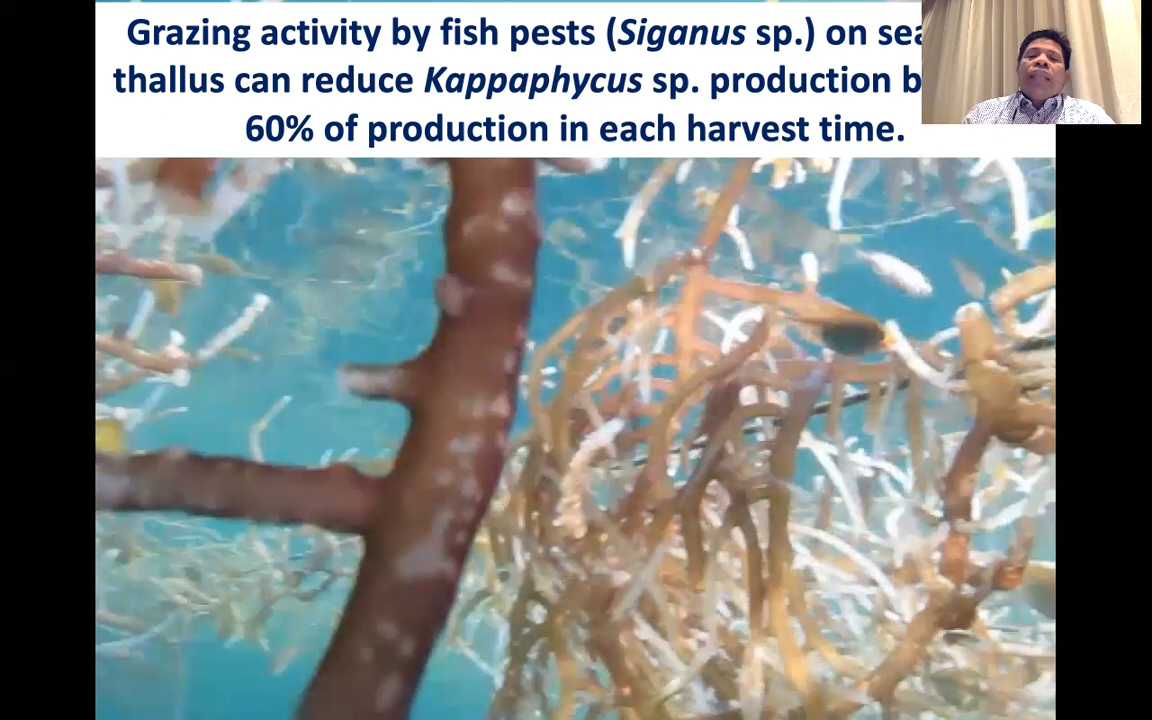 Grazing activity by fish pests (Siganus sp.) on
thallus can reduce Kappaphycus sp. production
60% of production in each harvest time.